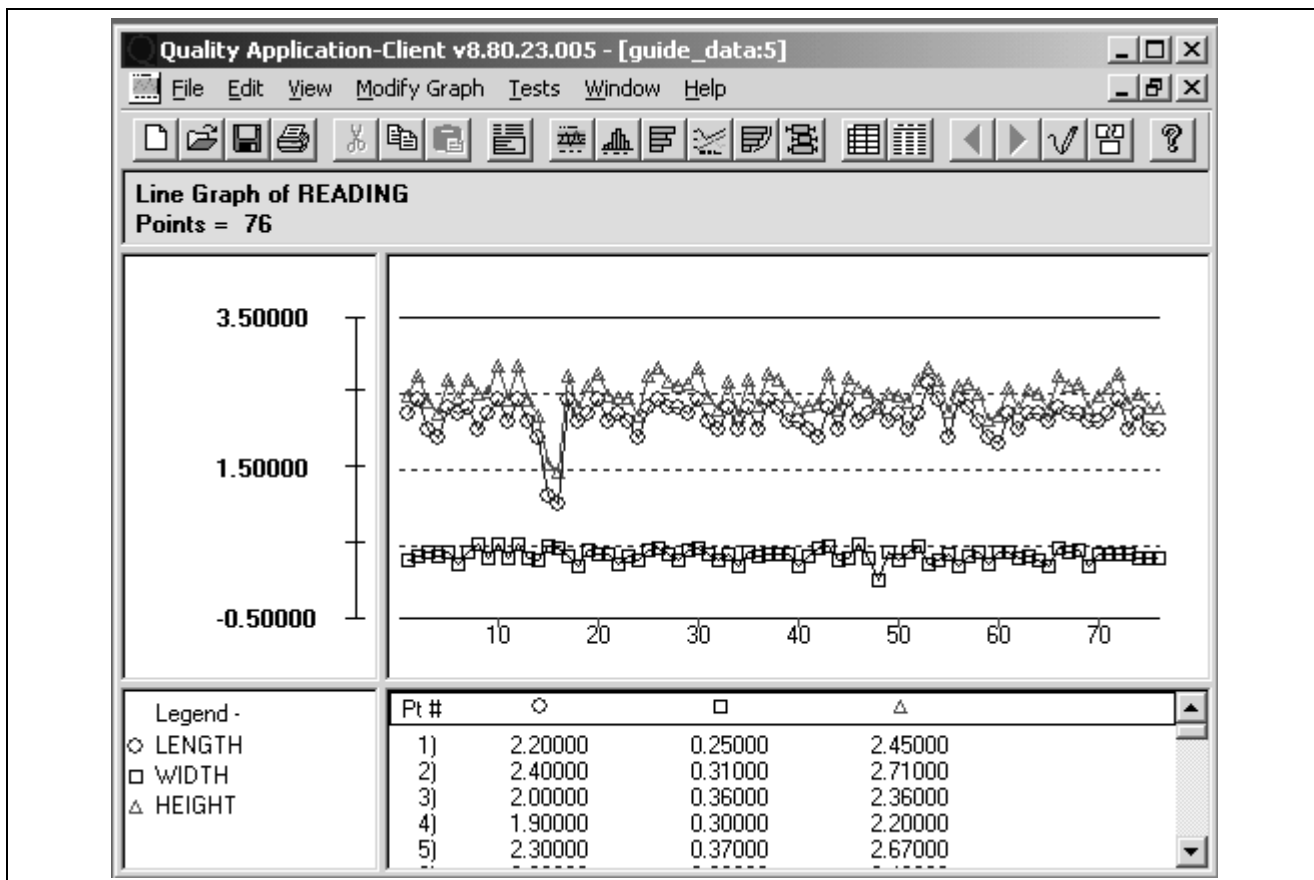 Quality Application-Client v8.80.23.005 - [guide_data:5]
File Edit View Modify Graph Tests Window Help
Line Graph of READING
Points = 76
3.50000
1.50000
-0.50000
10 20 30 40 50 60 70
Legend -
LENGTH
WIDTH
HEIGHT
Pt #
1) 2.20000 0.25000 2.45000
2) 2.40000 0.31000 2.71000
3) 2.00000 0.36000 2.36000
4) 1.90000 0.30000 2.20000
5) 2.30000 0.37000 2.67000